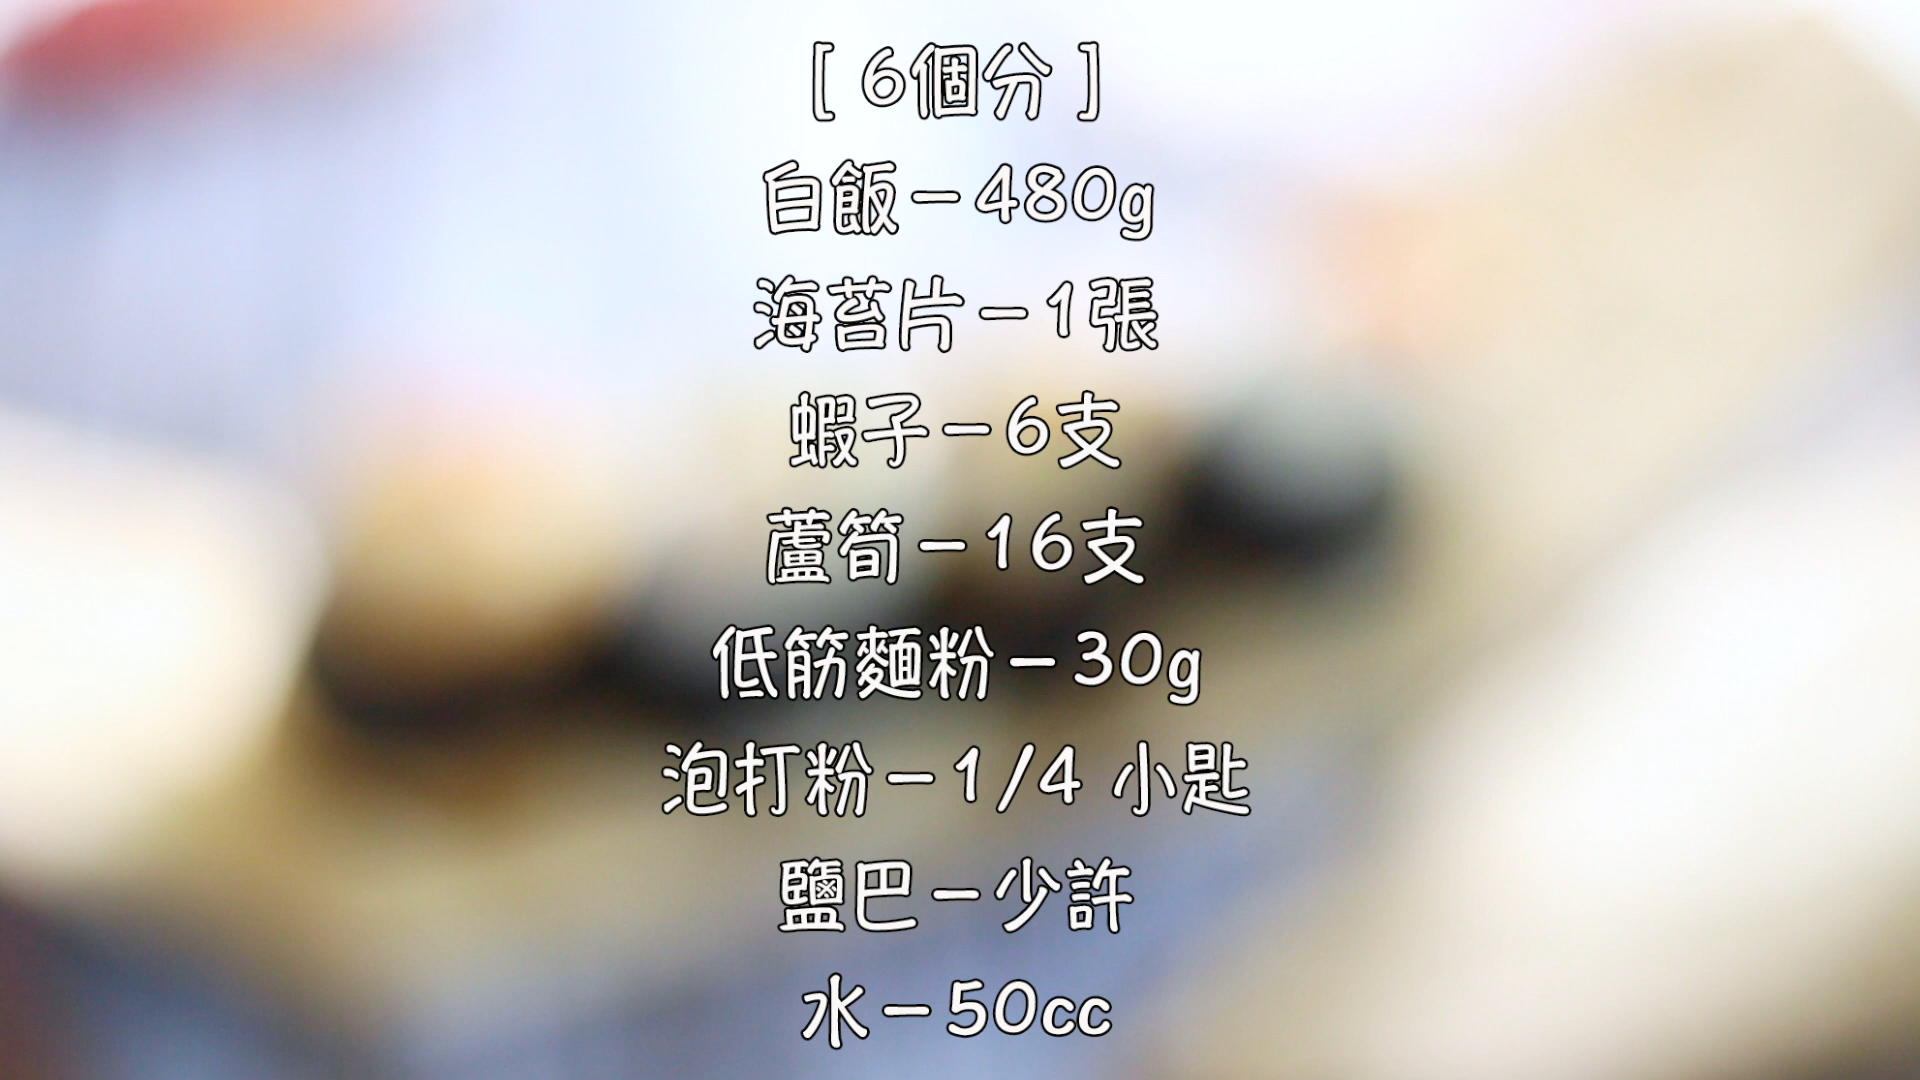 [ 6個分 ]
白飯－480g
海苔片－1張
蝦子－6支
蘆筍－16支
低筋麵粉－30g
泡打粉－1/4 小匙
鹽巴－少許
水－50cc